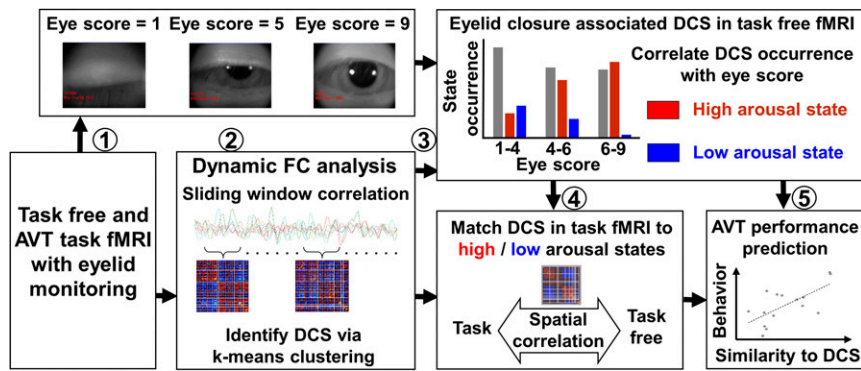 Eye score = 1 Eye score = 5 Eye score = 9
Eyelid closure associated DCS in task free fMRI
State
occurrence
1-4 4-6 6-9
Eye score
Correlate DCS occurrence
with eye score
High arousal state
Low arousal state
1
2
3
Task free and
AVT task fMRI
with eyelid
monitoring
Dynamic FC analysis
Sliding window correlation
Identify DCS via
k-means clustering
4
5
Match DCS in task fMRI to
high / low arousal states
Task
Spatial
correlation
Task
free
AVT performance
prediction
Behavior
Similarity to DCS